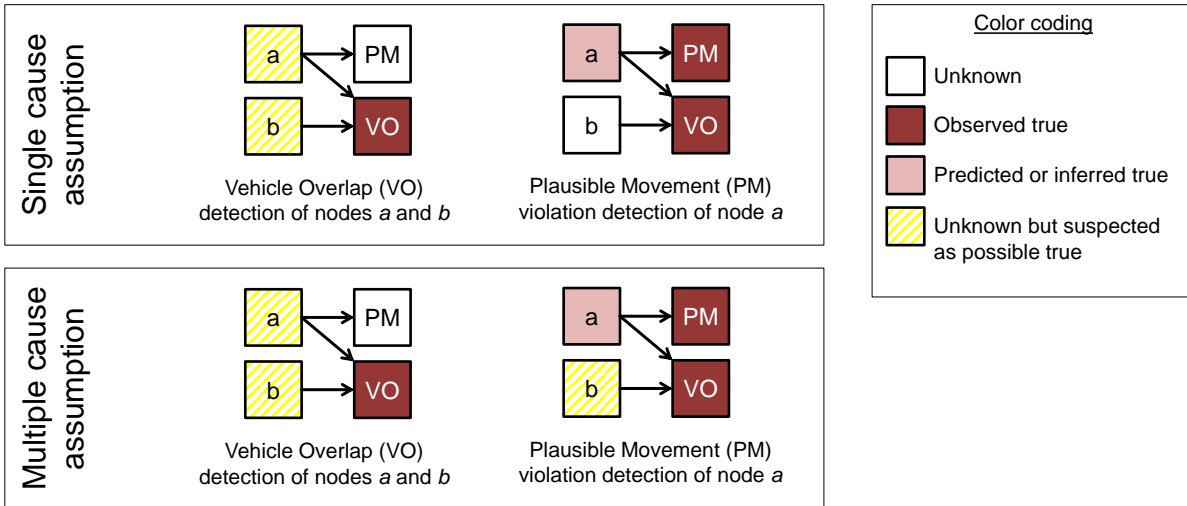 Single cause
assumption
a
PM
b
VO
Vehicle Overlap (VO)
detection of nodes a and b
a
PM
b
VO
Plausible Movement (PM)
violation detection of node a
Multiple cause
assumption
a
PM
b
VO
Vehicle Overlap (VO)
detection of nodes a and b
a
PM
b
VO
Plausible Movement (PM)
violation detection of node a
Color coding
Unknown
Observed true
Predicted or inferred true
Unknown but suspected
as possible true